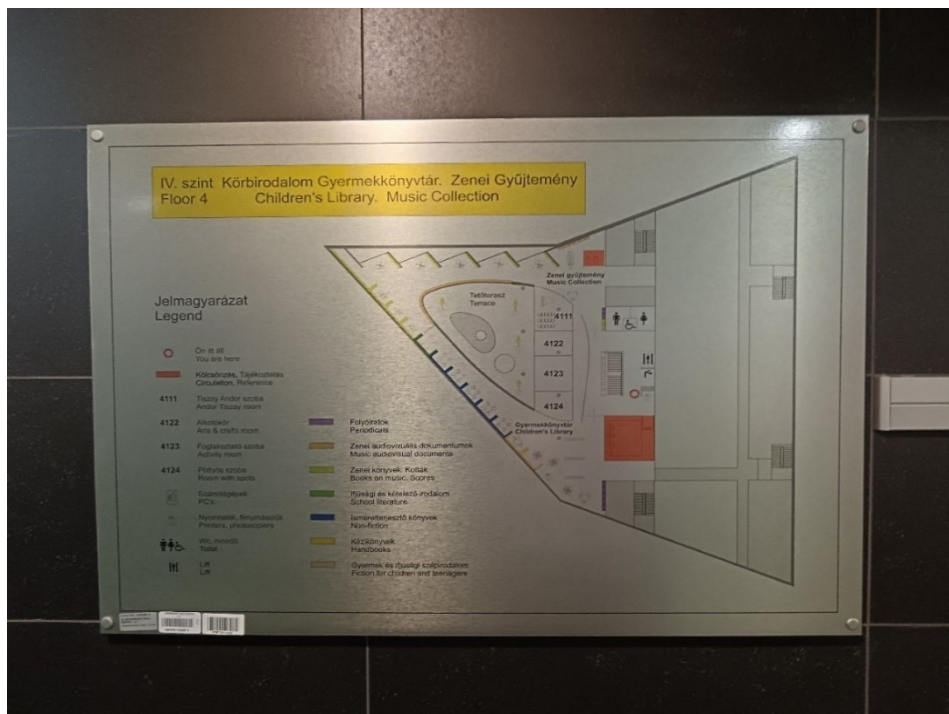 IV. szint Körbirodalom Gyermekkönyvtár. Zenei Gyűjtemény
Floor 4 Children's Library. Music Collection
Jelmagyarázat
Legend
Ön itt áll
You are here
Kölcsönzés, Tájékoztatás
Circulation, Reference
4111 Tiszay Andor szoba
Andor Tiszay room
4122 Alkotókör
Arts & crafts room
4123 Foglalkoztató szoba
Activity room
4124 Pöttyös szoba
Room with spots
Számítógépek
PC's
Nyomtatók, fénymásolók
Printers, photocopiers
Wc, mosdó
Toilet
Lift
Lift
Folyóiratok
Periodicals
Zenei audiovizuális dokumentumok
Music audiovisual documents
Zenei könyvek, Kották
Books on music, Scores
Ifjúsági és kötelező irodalom
School literature
Ismeretterjesztő könyvek
Non-fiction
Kézikönyvek
Handbooks
Gyermek és ifjúsági szépirodalom
Fiction for children and teenagers
Zenei gyűjtemény
Music Collection
Tetőterasz
Terrace
4111
4122
4123
4124
Gyermekkönyvtár
Children's Library